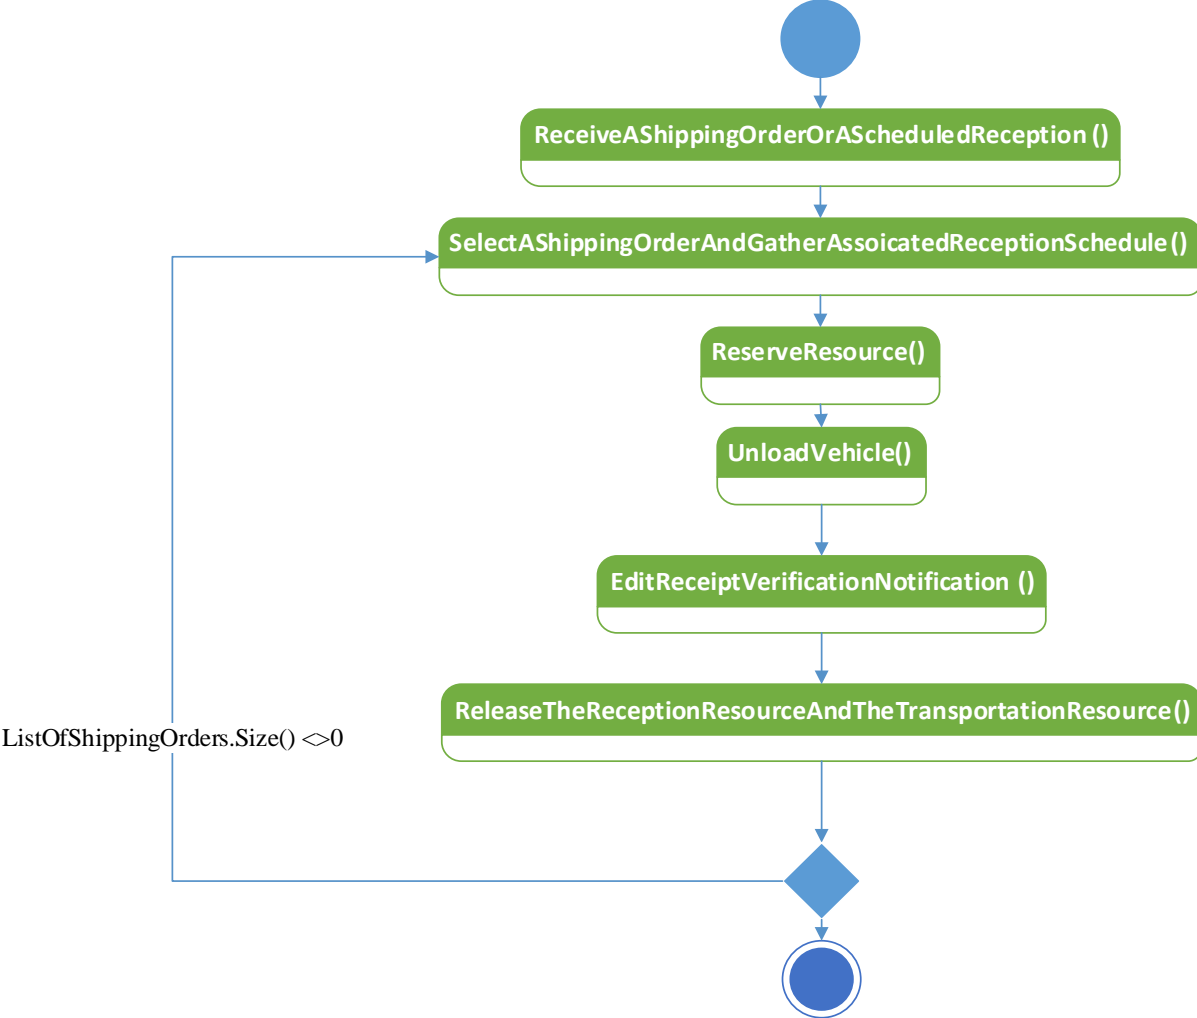 ReceiveAShippingOrderOrAScheduledReception ()
SelectAShippingOrderAndGatherAssoicatedReceptionSchedule()
ReserveResource()
UnloadVehicle()
EditReceiptVerificationNotification ()
ReleaseTheReceptionResourceAndTheTransportationResource()
ListOfShippingOrders.Size() <>0